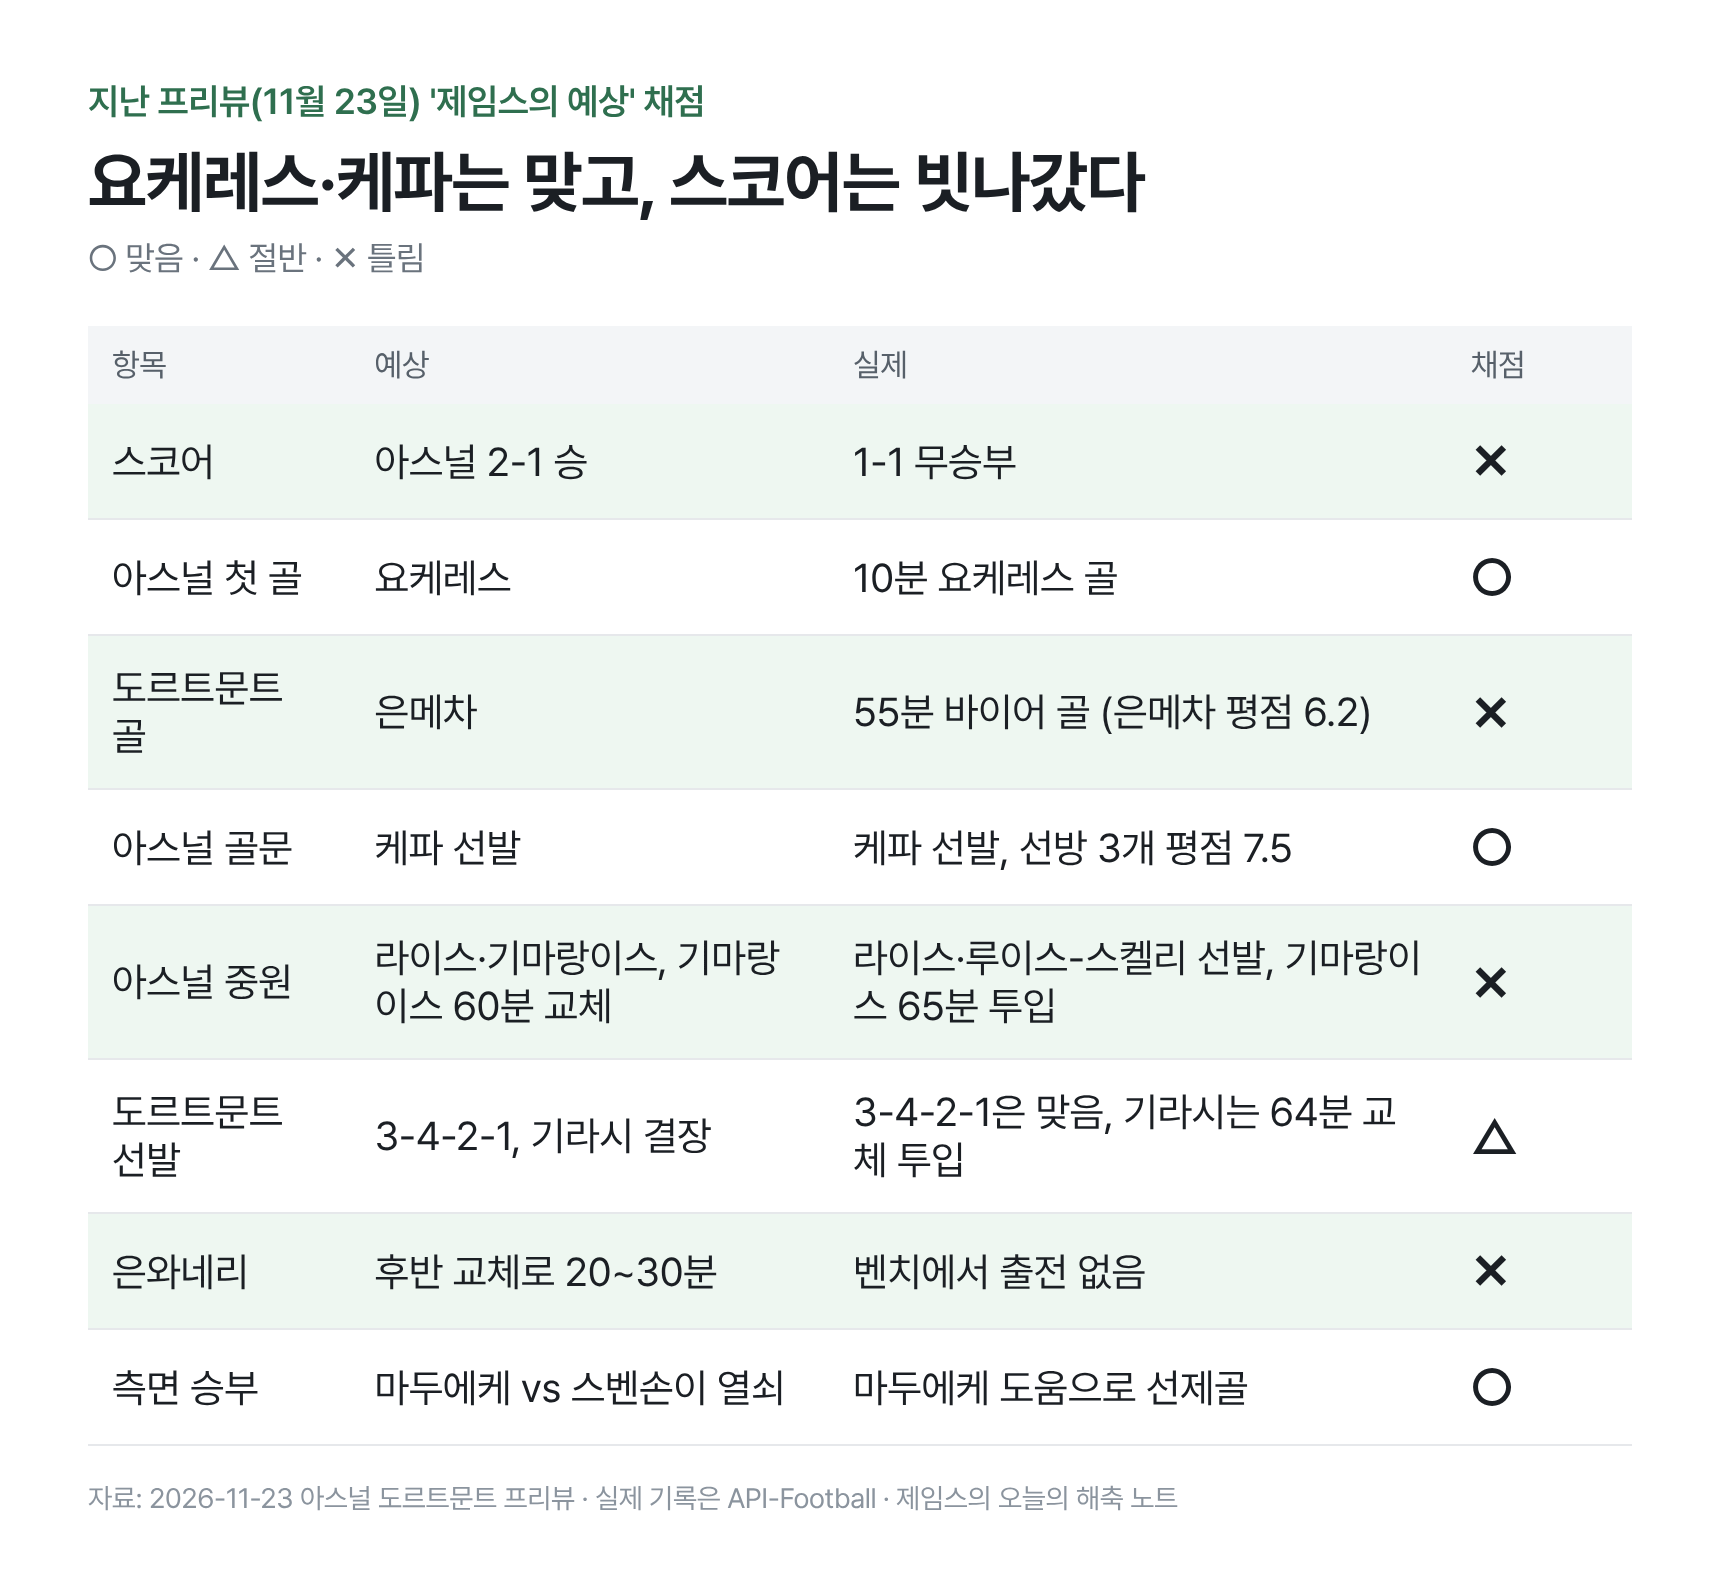 지난 프리뷰(11월 23일) '제임스의 예상' 채점
요케레스·케파는 맞고, 스코어는 빗나갔다
○ 맞음 · △ 절반 · ✕ 틀림
항목 예상 실제 채점
스코어 아스널 2-1 승 1-1 무승부 ✕
아스널 첫 골 요케레스 10분 요케레스 골 ○
도르트문트
골 은메차 55분 바이어 골 (은메차 평점 6.2) ✕
아스널 골문 케파 선발 케파 선발, 선방 3개 평점 7.5 ○
아스널 중원 라이스·기마랑이스, 기마랑
이스 60분 교체 라이스·루이스-스켈리 선발, 기마랑이
스 65분 투입 ✕
도르트문트
선발 3-4-2-1, 기라시 결장 3-4-2-1은 맞음, 기라시는 64분 교
체 투입 △
은와네리 후반 교체로 20~30분 벤치에서 출전 없음 ✕
측면 승부 마두에케 vs 스벤손이 열쇠 마두에케 도움으로 선제골 ○
자료: 2026-11-23 아스널 도르트문트 프리뷰 · 실제 기록은 API-Football · 제임스의 오늘의 해축 노트